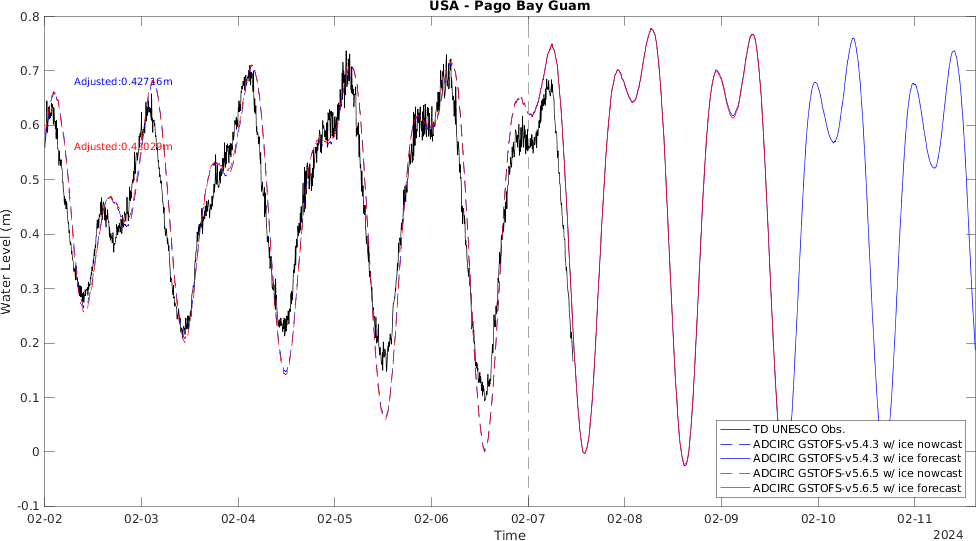 USA - Pago Bay Guam
0.8
0.7
0.6
0.5
0.4
0.3
0.2
0.1
0
-0.1
Water Level (m)
Adjusted:0.42716m
Adjusted:0.43029m
TD UNESCO Obs.
ADCIRC GSTOFS-v5.4.3 w/ ice nowcast
ADCIRC GSTOFS-v5.4.3 w/ ice forecast
ADCIRC GSTOFS-v5.6.5 w/ ice nowcast
ADCIRC GSTOFS-v5.6.5 w/ ice forecast
02-02 02-03 02-04 02-05 02-06 02-07 02-08 02-09 02-10 02-11
Time
2024